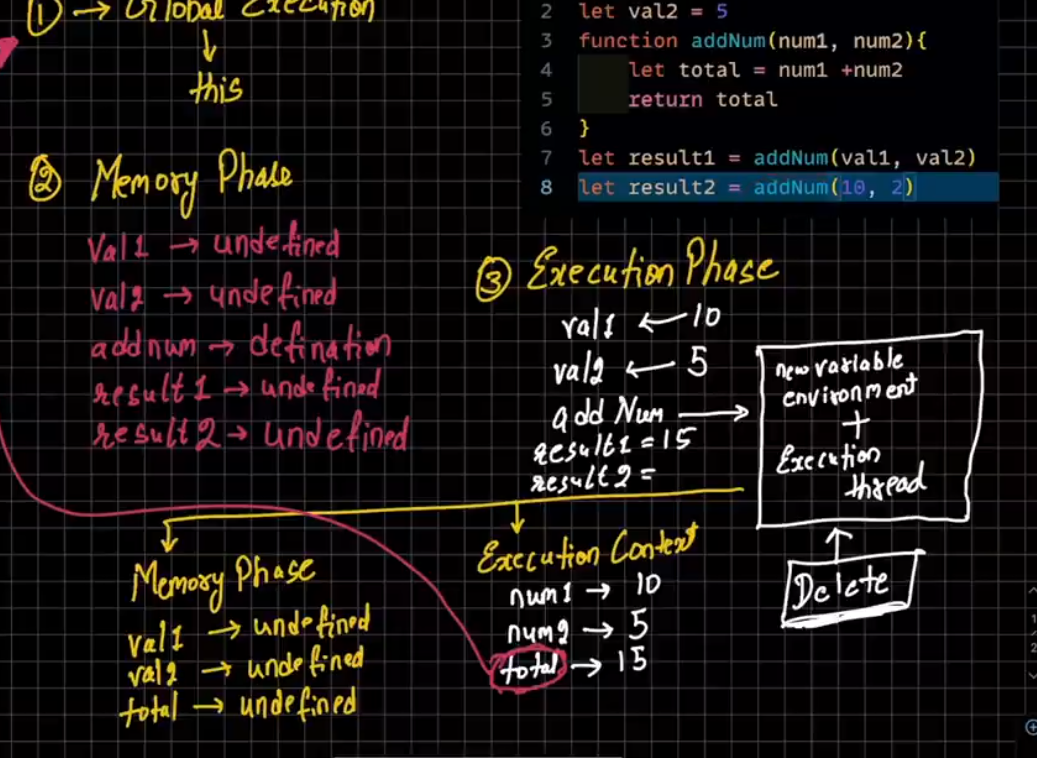 ① → Global Execution
↓
this
2 let val2 = 5
3 function addNum(num1, num2){
4 let total = num1 +num2
5 return total
6 }
7 let result1 = addNum(val1, val2)
8 let result2 = addNum(10, 2)
② Memory Phase
Val1 → undefined
val2 → undefined
addnum → defination
result1 → undefined
result2 → undefined
③ Execution Phase
val1 ← 10
val2 ← 5
add Num →
result1 = 15
result2 =
new variable
environment
+
Execution
thread
Delete
Memory Phase
val1 → undefined
val2 → undefined
total → undefined
Execution Context
num1 → 10
num2 → 5
total → 15